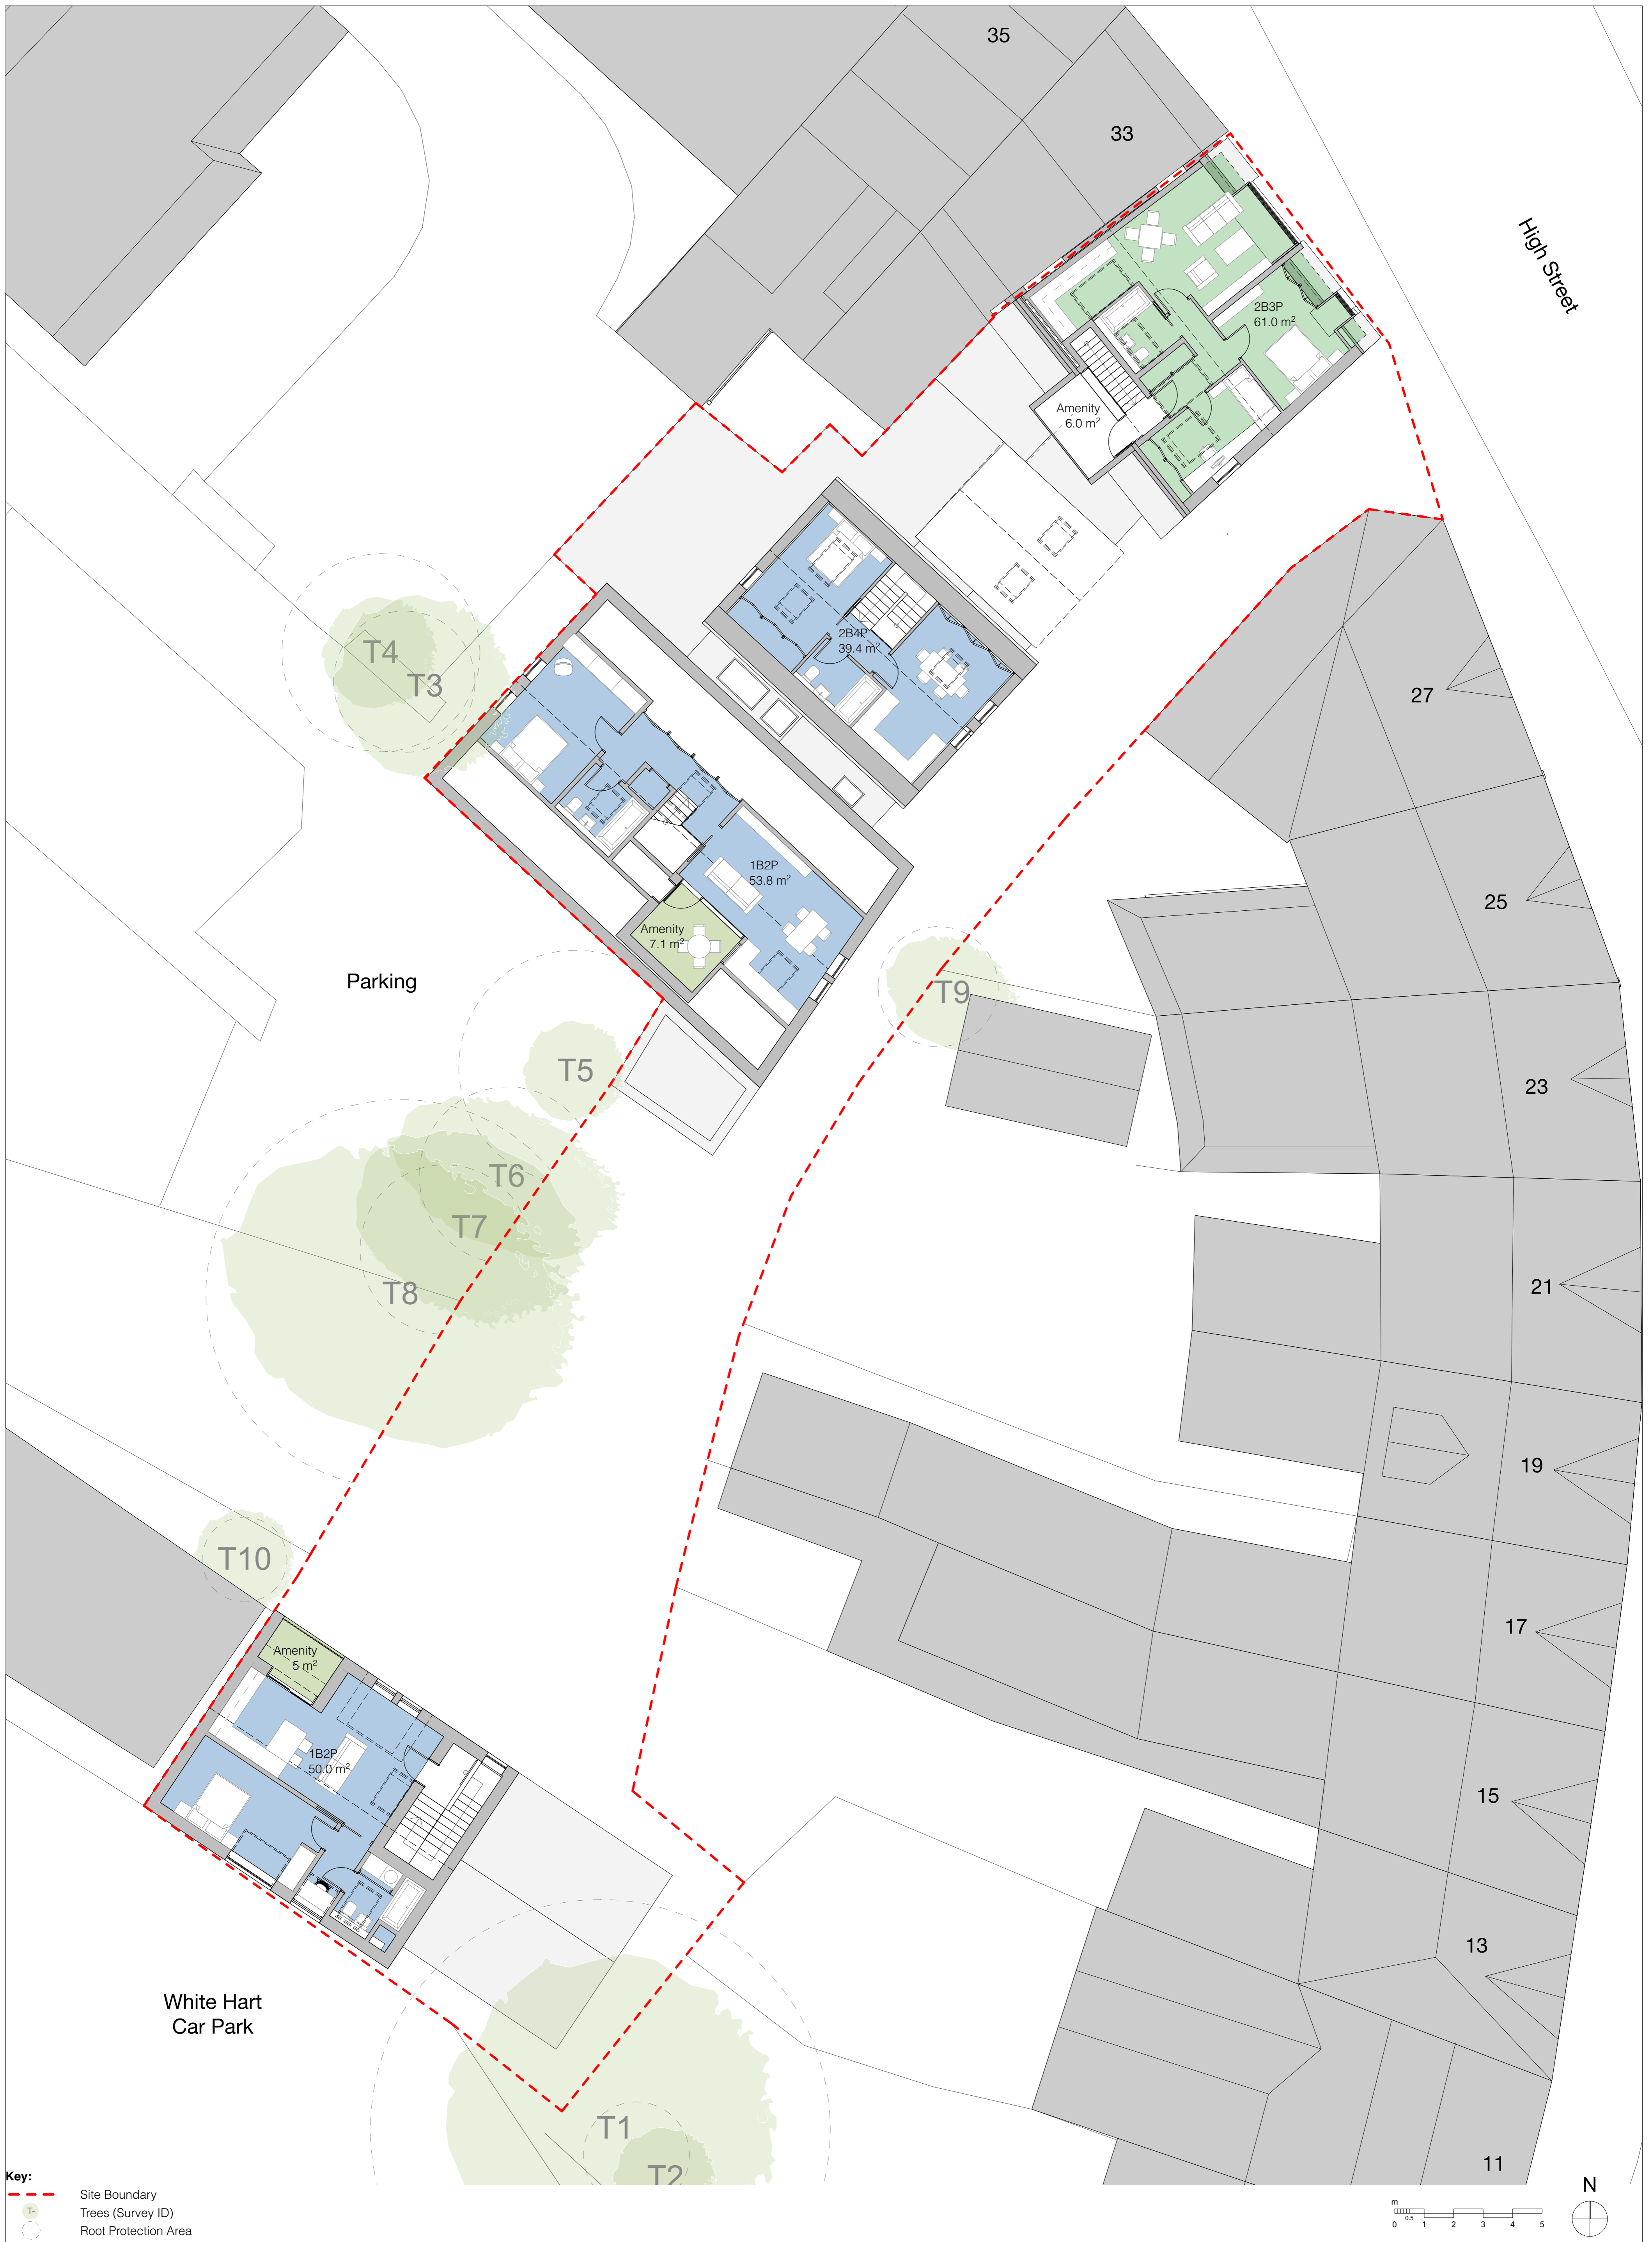 35
33
High Street
2B3P
61.0 m²
Amenity
6.0 m²
2B4P
39.4 m²
T4
T3
27
1B2P
53.8 m²
25
Amenity
7.1 m²
Parking
T9
T5
23
T6
T7
21
T8
19
T10
17
Amenity
5 m²
1B2P
50.0 m²
15
13
White Hart
Car Park
T1
T2
11
Key:
Site Boundary
T-
Trees (Survey ID)
Root Protection Area
m
0 0.5 1 2 3 4 5
N